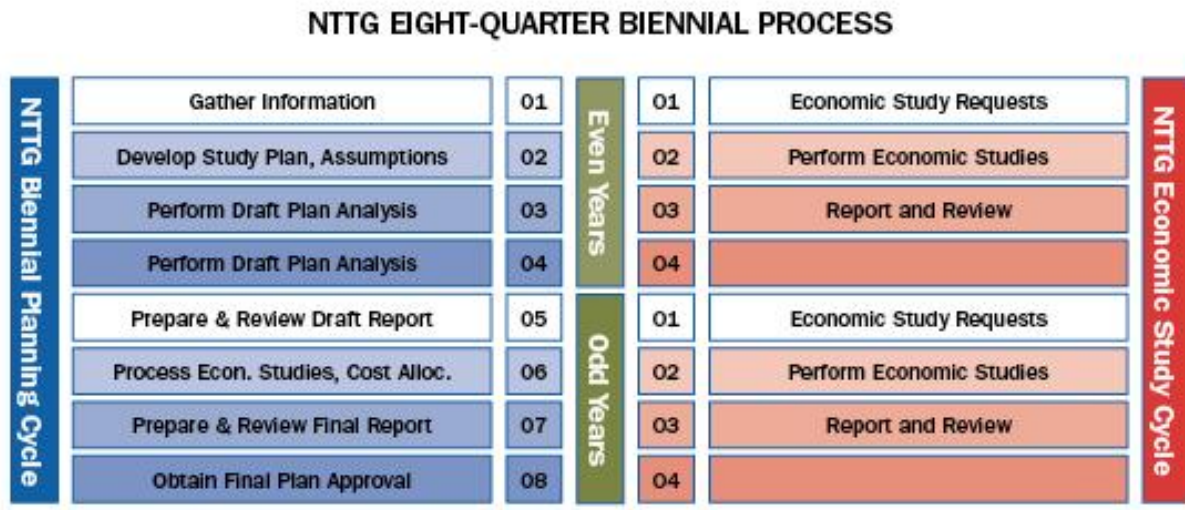 NTTG EIGHT-QUARTER BIENNIAL PROCESS
NTTG Biennial Planning Cycle
Gather Information 01
Develop Study Plan, Assumptions 02
Perform Draft Plan Analysis 03
Perform Draft Plan Analysis 04
Prepare & Review Draft Report 05
Process Econ. Studies, Cost Alloc. 06
Prepare & Review Final Report 07
Obtain Final Plan Approval 08
Even Years
Odd Years
01 Economic Study Requests
02 Perform Economic Studies
03 Report and Review
04
01 Economic Study Requests
02 Perform Economic Studies
03 Report and Review
04
NTTG Economic Study Cycle